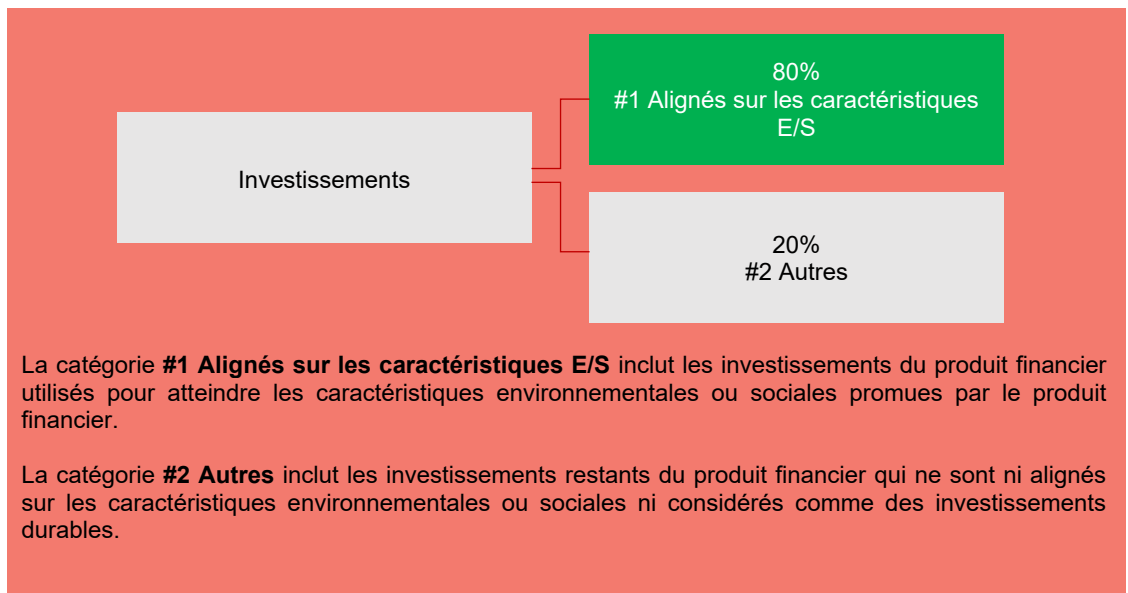 80%
#1 Alignés sur les caractéristiques
E/S
Investissements
20%
#2 Autres
La catégorie #1 Alignés sur les caractéristiques E/S inclut les investissements du produit financier
utilisés pour atteindre les caractéristiques environnementales ou sociales promues par le produit
financier.
La catégorie #2 Autres inclut les investissements restants du produit financier qui ne sont ni alignés
sur les caractéristiques environnementales ou sociales ni considérés comme des investissements
durables.